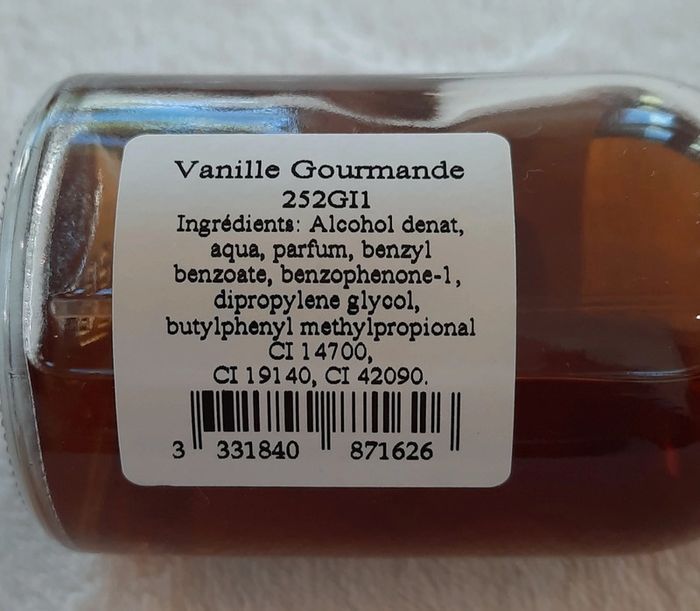 Vanille Gourmande
252GI1
Ingrédients: Alcohol denat,
aqua, parfum, benzyl
benzoate, benzophenone-1,
dipropylene glycol,
butylphenyl methylpropional
CI 14700,
CI 19140, CI 42090.
3 331840 871626